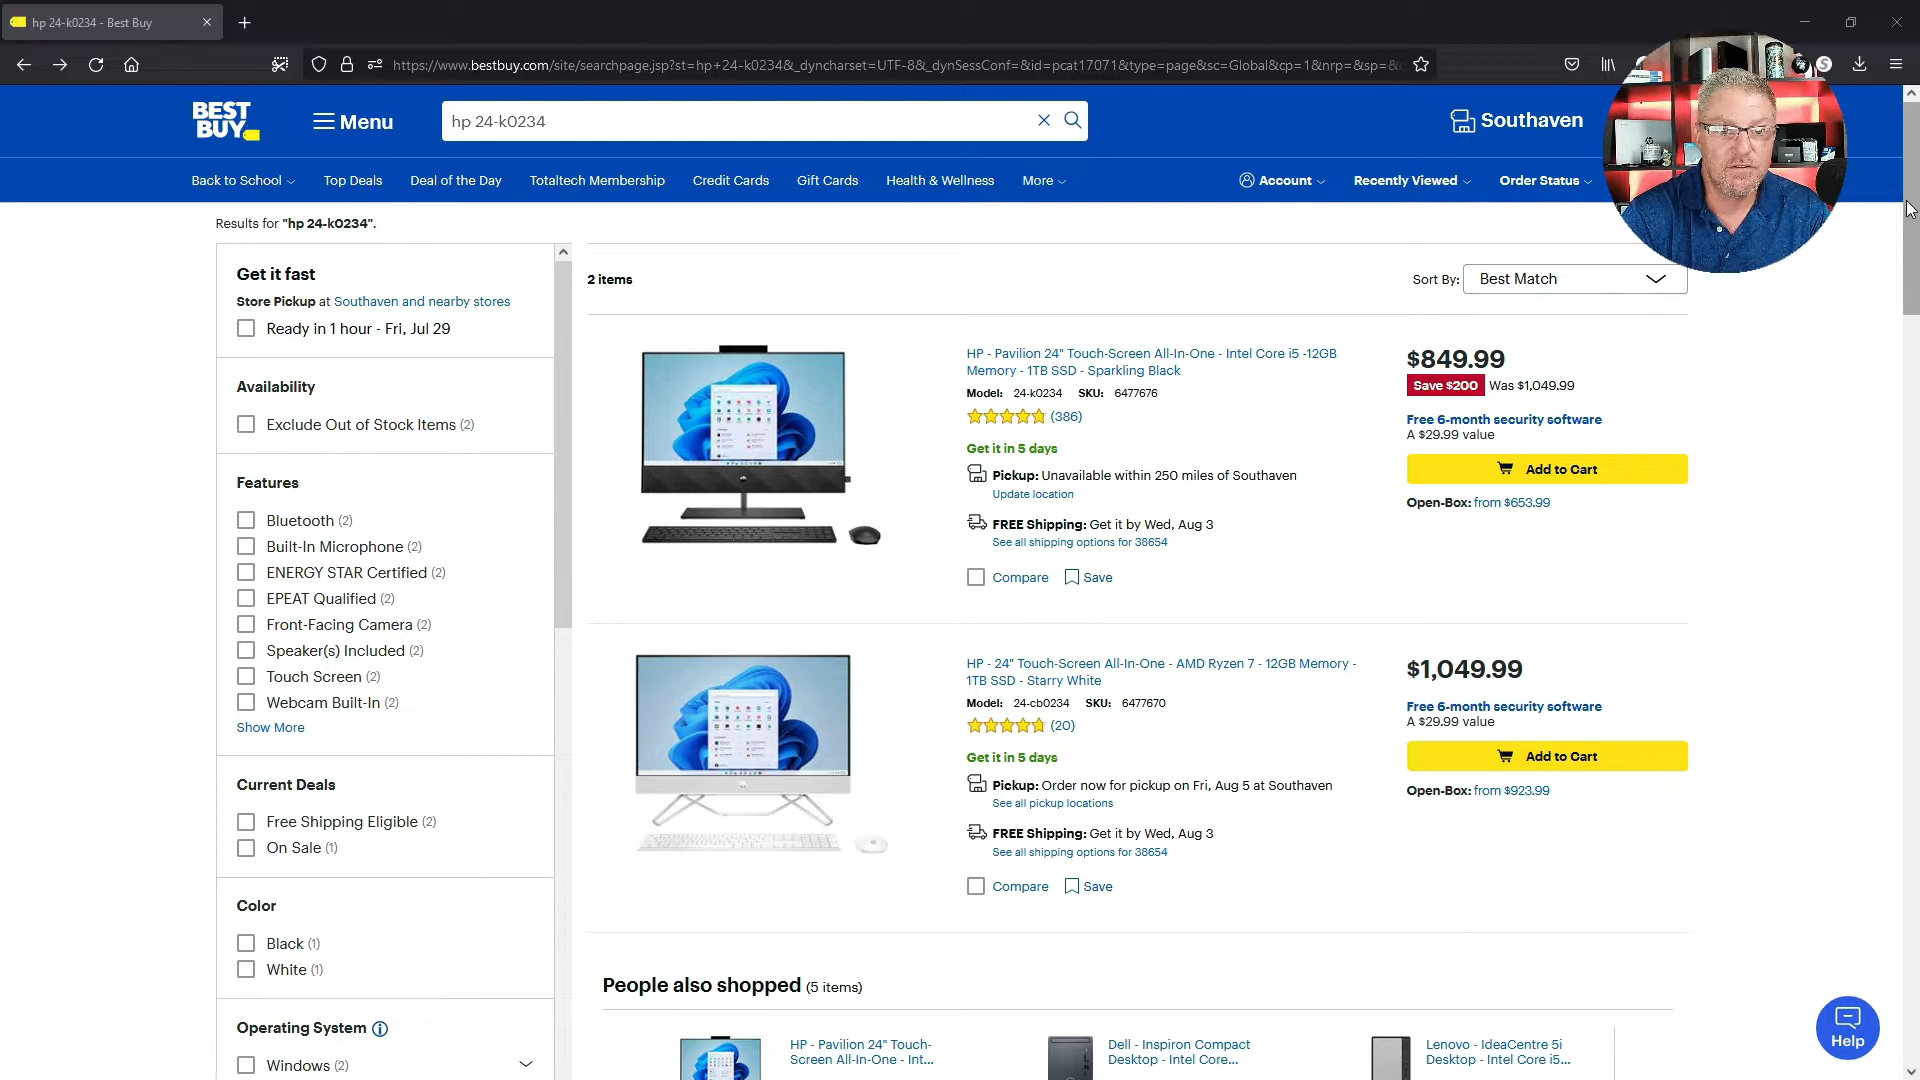 hp 24-k0234 - Best Buy
https://www.bestbuy.com/site/searchpage.jsp?st=hp+24-k0234&_dyncharset=UTF-8&_dynSessConf=&id=pcat17071&type=page&sc=Global&cp=1&nrp=&sp=&
BEST BUY
Menu
hp 24-k0234
Southaven
Back to School
Top Deals
Deal of the Day
Totaltech Membership
Credit Cards
Gift Cards
Health & Wellness
More
Account
Recently Viewed
Order Status
Results for "hp 24-k0234".
Get it fast
Store Pickup at Southaven and nearby stores
Ready in 1 hour - Fri, Jul 29
Availability
Exclude Out of Stock Items (2)
Features
Bluetooth (2)
Built-In Microphone (2)
ENERGY STAR Certified (2)
EPEAT Qualified (2)
Front-Facing Camera (2)
Speaker(s) Included (2)
Touch Screen (2)
Webcam Built-In (2)
Show More
Current Deals
Free Shipping Eligible (2)
On Sale (1)
Color
Black (1)
White (1)
Operating System
Windows (2)
2 items
Sort By: Best Match
HP - Pavilion 24" Touch-Screen All-In-One - Intel Core i5 -12GB
Memory - 1TB SSD - Sparkling Black
Model: 24-k0234 SKU: 6477676
(386)
Get it in 5 days
Pickup: Unavailable within 250 miles of Southaven
Update location
FREE Shipping: Get it by Wed, Aug 3
See all shipping options for 38654
Compare
Save
$849.99
Save $200 Was $1,049.99
Free 6-month security software
A $29.99 value
Add to Cart
Open-Box: from $653.99
HP - 24" Touch-Screen All-In-One - AMD Ryzen 7 - 12GB Memory -
1TB SSD - Starry White
Model: 24-cb0234 SKU: 6477670
(20)
Get it in 5 days
Pickup: Order now for pickup on Fri, Aug 5 at Southaven
See all pickup locations
FREE Shipping: Get it by Wed, Aug 3
See all shipping options for 38654
Compare
Save
$1,049.99
Free 6-month security software
A $29.99 value
Add to Cart
Open-Box: from $923.99
People also shopped (5 items)
HP - Pavilion 24" Touch-
Screen All-In-One - Int...
Dell - Inspiron Compact
Desktop - Intel Core...
Lenovo - IdeaCentre 5i
Desktop - Intel Core i5...
Help